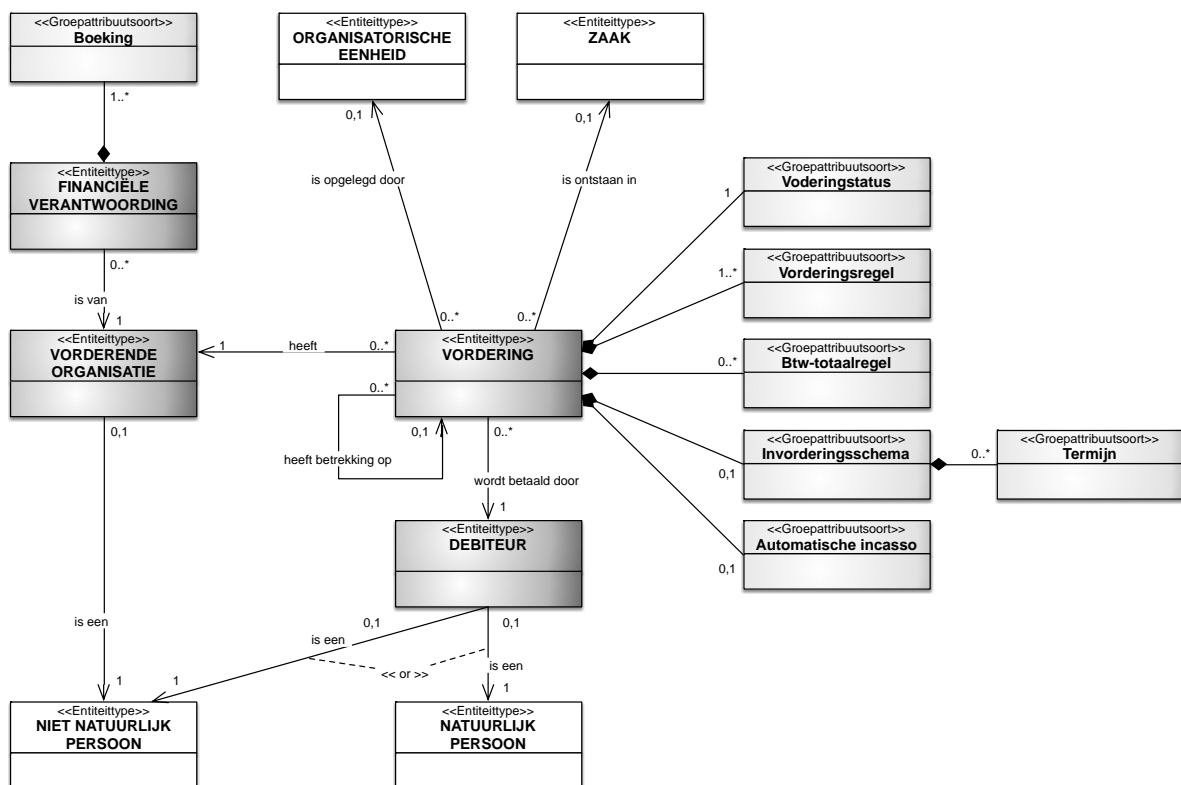 <<Groepattribuutsoort>>
Boeking
<<Entiteittype>>
ORGANISATORISCHE
EENHEID
<<Entiteittype>>
ZAAK
1..*
0,1
0,1
<<Entiteittype>>
FINANCIËLE
VERANTWOORDING
is opgelegd door
is ontstaan in
<<Groepattribuutsoort>>
Voderingstatus
1
0..*
is van
1
<<Groepattribuutsoort>>
Vorderingsregel
1..*
0..*
0..*
<<Entiteittype>>
VORDERENDE
ORGANISATIE
1
heeft
0..*
<<Entiteittype>>
VORDERING
<<Groepattribuutsoort>>
Btw-totaalregel
0..*
0..*
0,1
0..*
0,1
heeft betrekking op
<<Groepattribuutsoort>>
Invorderingsschema
0,1
0..*
<<Groepattribuutsoort>>
Termijn
wordt betaald door
1
<<Entiteittype>>
DEBITEUR
<<Groepattribuutsoort>>
Automatische incasso
0,1
is een
0,1
0,1
is een
<< or >>
is een
1
1
1
<<Entiteittype>>
NIET NATUURLIJK
PERSOON
<<Entiteittype>>
NATUURLIJK
PERSOON